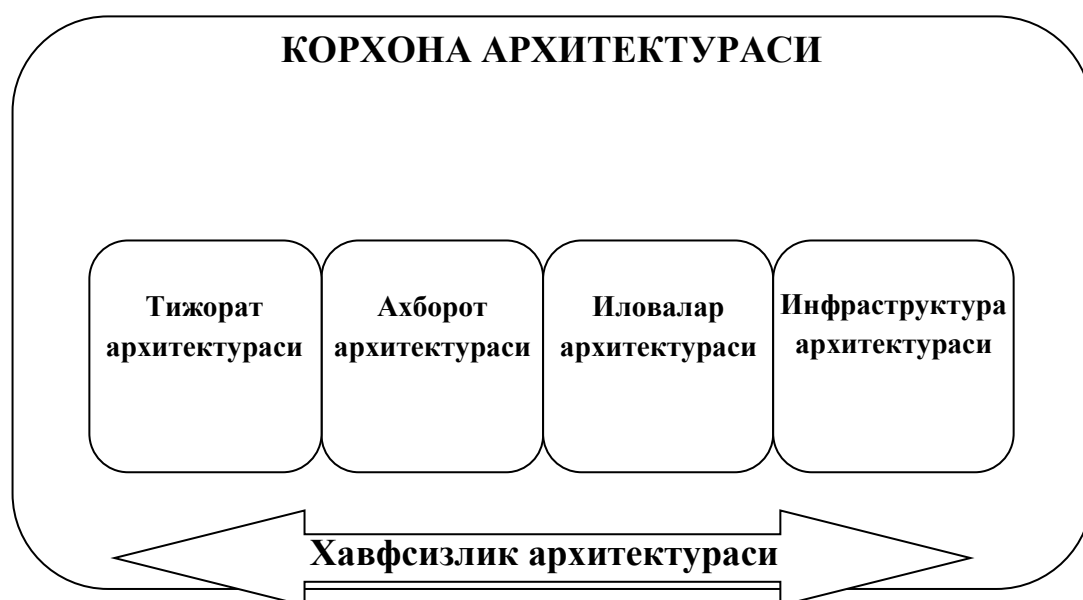 КОРХОНА АРХИТЕКТУРАСИ
Тижорат
архитектураси
Ахборот
архитектураси
Иловалар
архитектураси
Инфраструктура
архитектураси
Хавфсизлик архитектураси